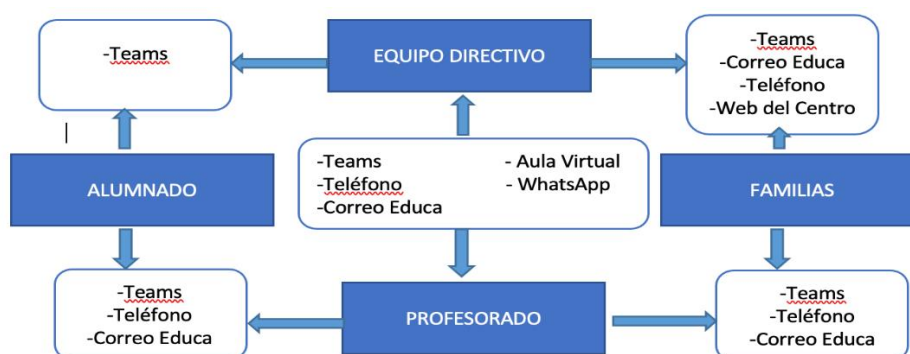 -Teams
EQUIPO DIRECTIVO
-Teams
-Correo Educa
-Teléfono
-Web del Centro
ALUMNADO
-Teams
-Teléfono
-Correo Educa
- Aula Virtual
- WhatsApp
FAMILIAS
-Teams
-Teléfono
-Correo Educa
PROFESORADO
-Teams
-Teléfono
-Correo Educa